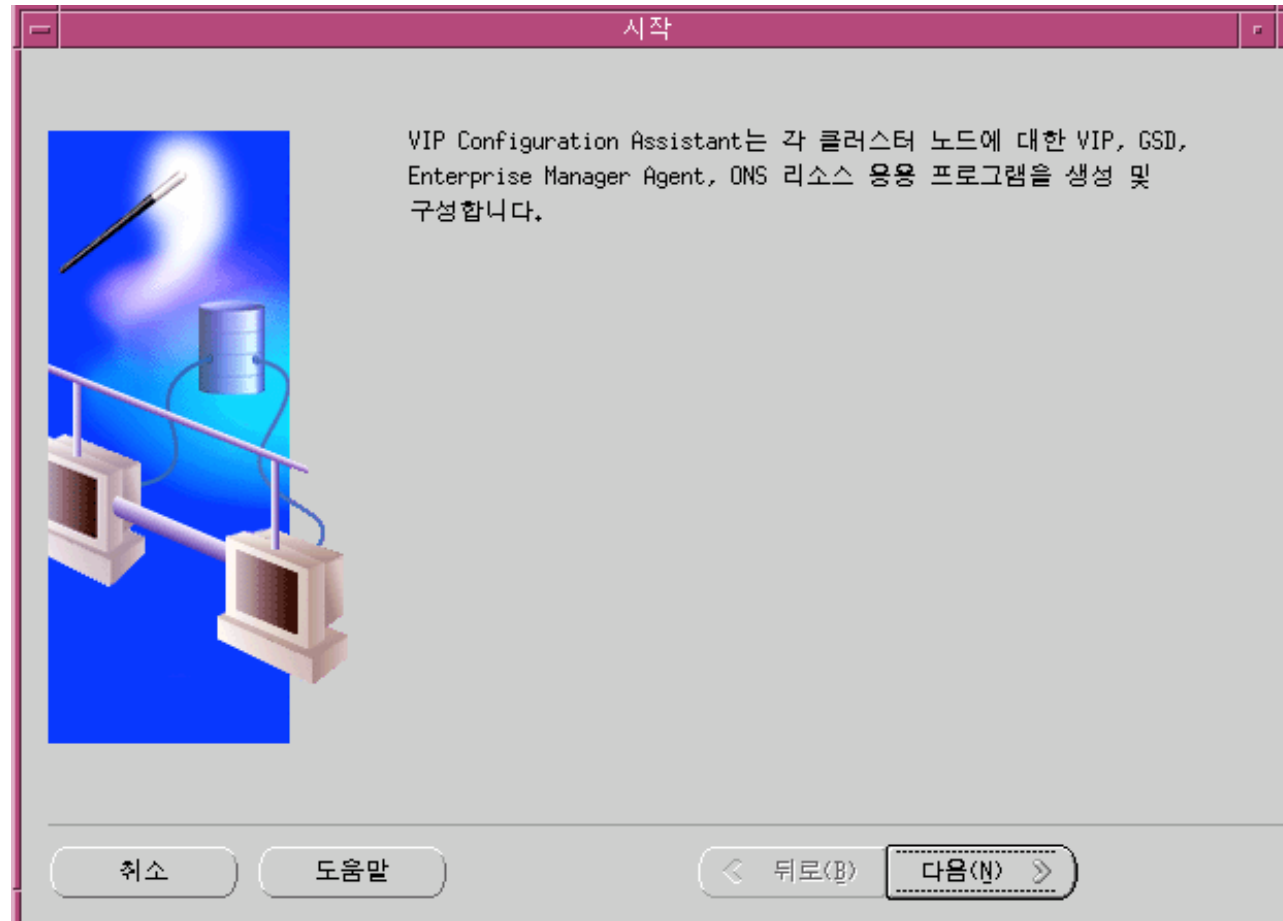 시작
VIP Configuration Assistant는 각 클러스터 노드에 대한 VIP, GSD,
Enterprise Manager Agent, ONS 리소스 응용 프로그램을 생성 및
구성합니다.
취소
도움말
뒤로(B)
다음(N)